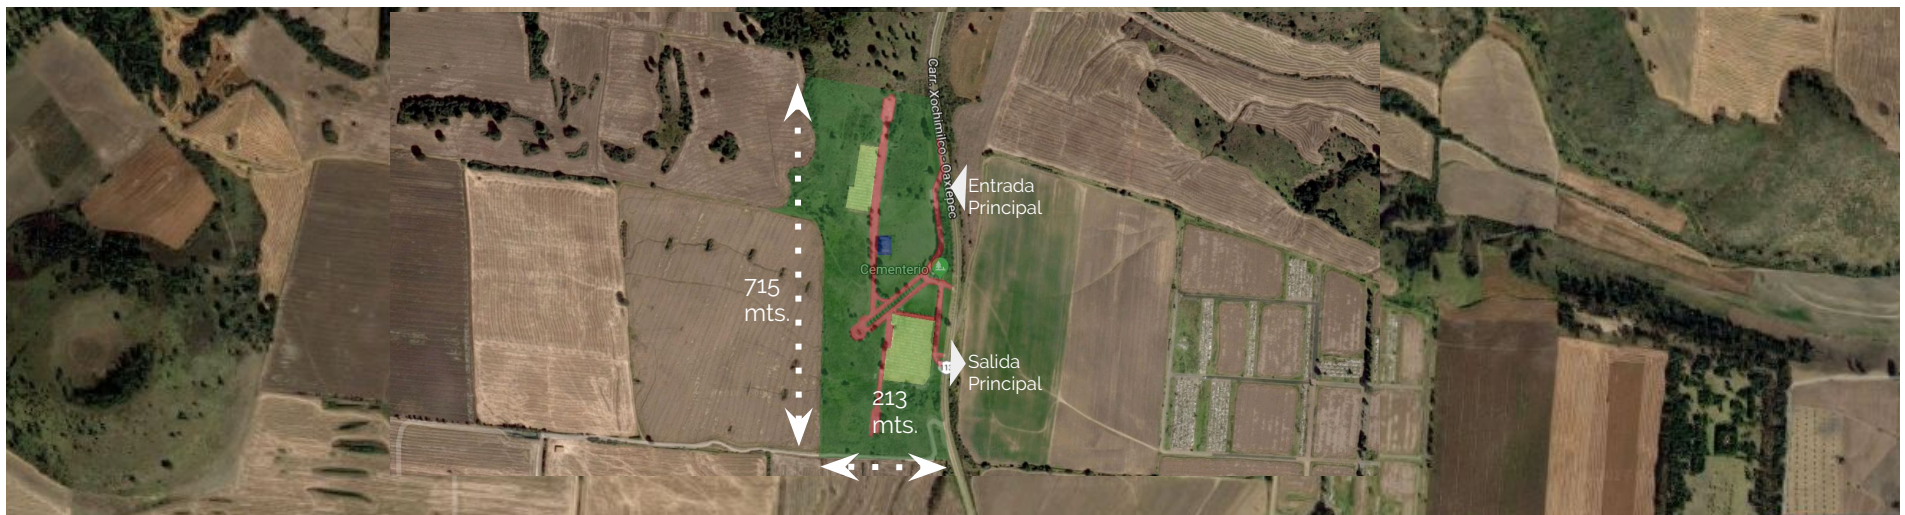 Carr. Xochimilco - Oaxtepec
Entrada
Principal
Cementerio
715
mts.
Salida
Principal
213
mts.